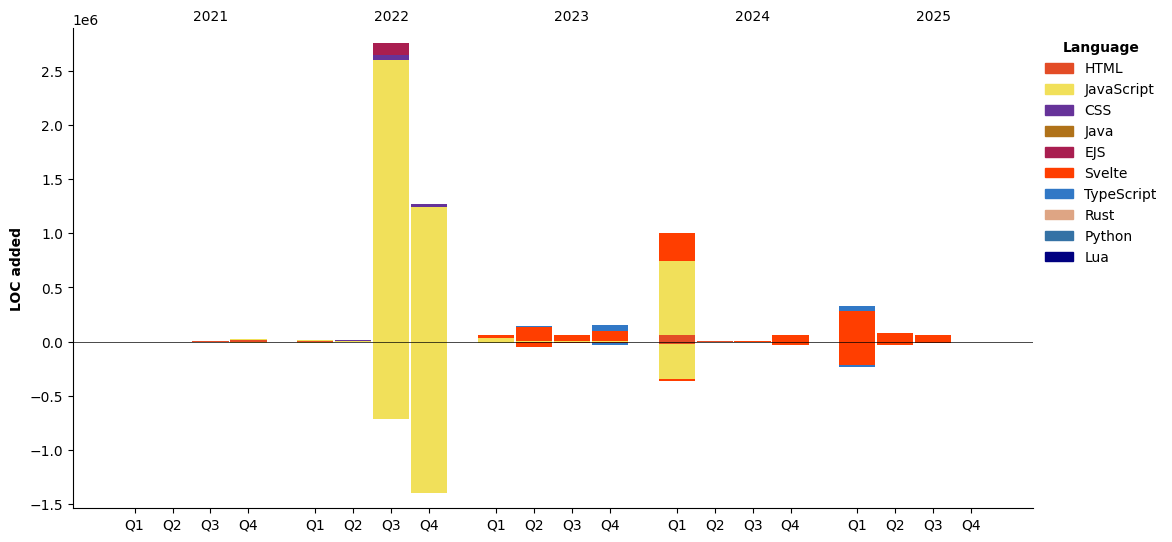 2021 2022 2023 2024 2025
1e6
LOC added
2.5
2.0
1.5
1.0
0.5
0.0
−0.5
−1.0
−1.5
Q1 Q2 Q3 Q4 Q1 Q2 Q3 Q4 Q1 Q2 Q3 Q4 Q1 Q2 Q3 Q4 Q1 Q2 Q3 Q4
Language
HTML
JavaScript
CSS
Java
EJS
Svelte
TypeScript
Rust
Python
Lua